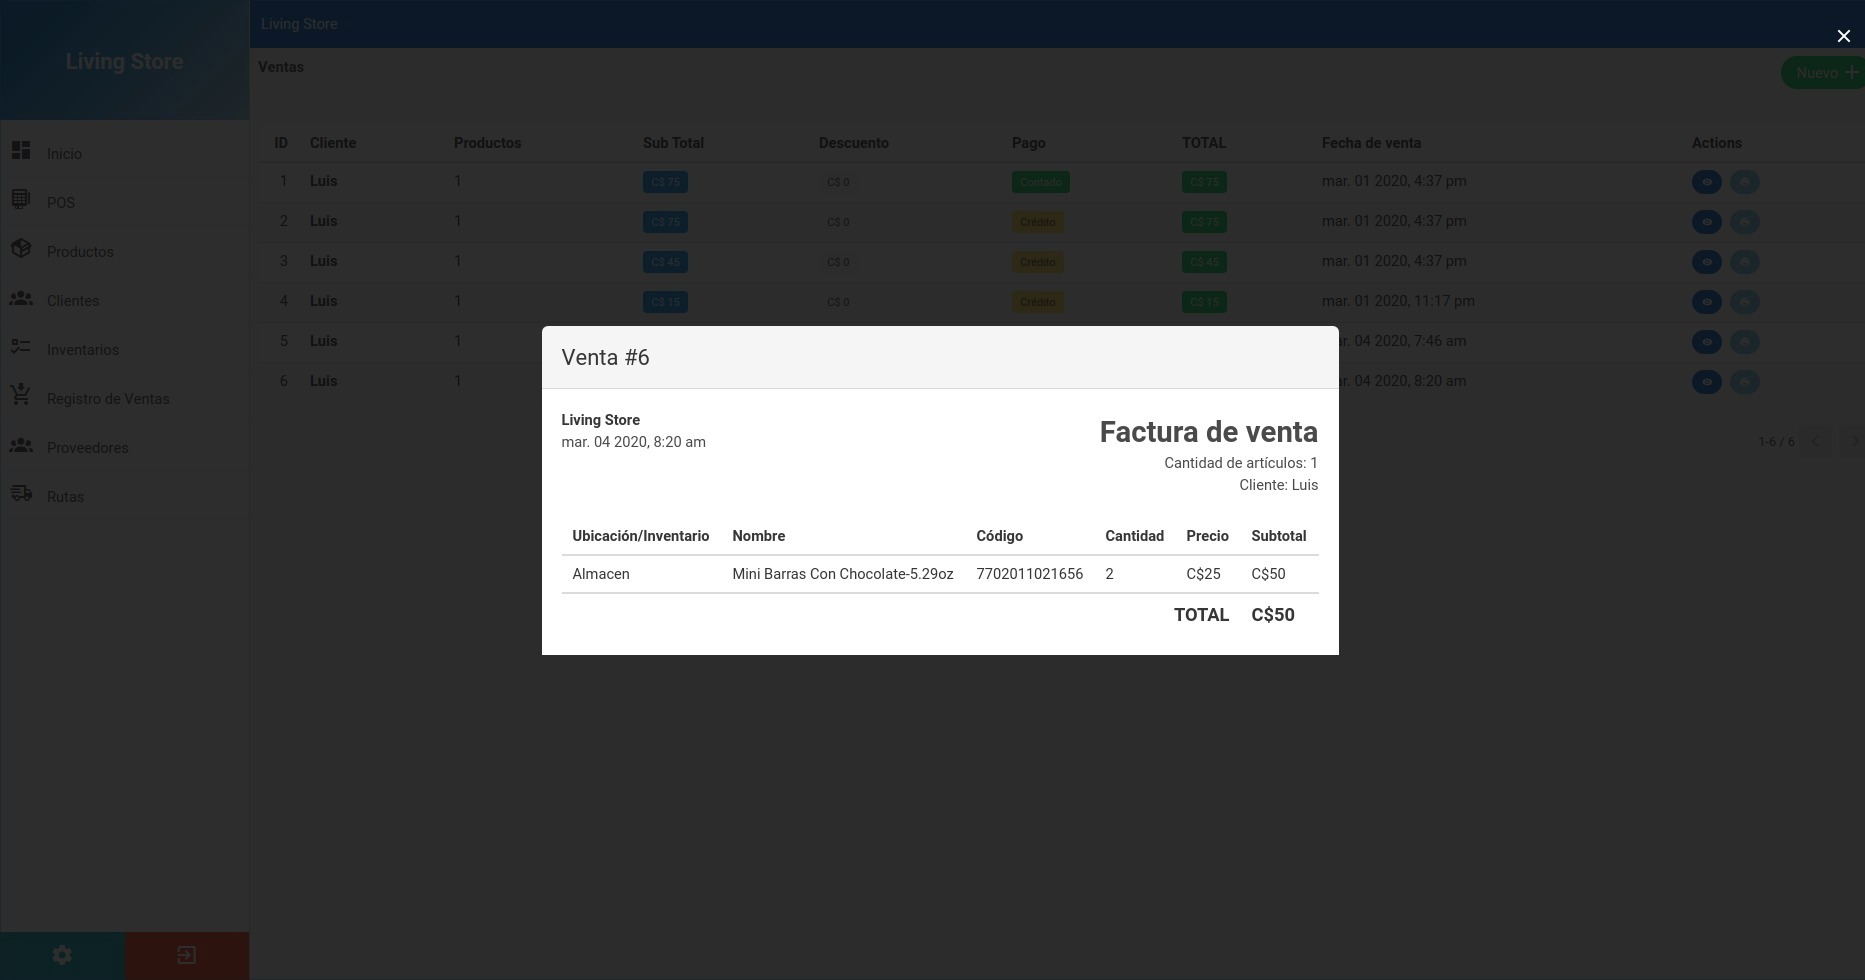 Living Store
Living Store
Ventas
Nuevo
Inicio
POS
Productos
Clientes
Inventarios
Registro de Ventas
Proveedores
Rutas
ID Cliente Productos Sub Total Descuento Pago TOTAL Fecha de venta Actions
1 Luis 1 C$ 75 C$ 0 Contado C$ 75 mar. 01 2020, 4:37 pm
2 Luis 1 C$ 75 C$ 0 Crédito C$ 75 mar. 01 2020, 4:37 pm
3 Luis 1 C$ 45 C$ 0 Crédito C$ 45 mar. 01 2020, 4:37 pm
4 Luis 1 C$ 15 C$ 0 Crédito C$ 15 mar. 01 2020, 11:17 pm
5 Luis 1 04 2020, 7:46 am
6 Luis 1 04 2020, 8:20 am
1-6 / 6
Venta #6
Living Store
mar. 04 2020, 8:20 am
Factura de venta
Cantidad de artículos: 1
Cliente: Luis
Ubicación/Inventario Nombre Código Cantidad Precio Subtotal
Almacen Mini Barras Con Chocolate-5.29oz 7702011021656 2 C$25 C$50
TOTAL C$50